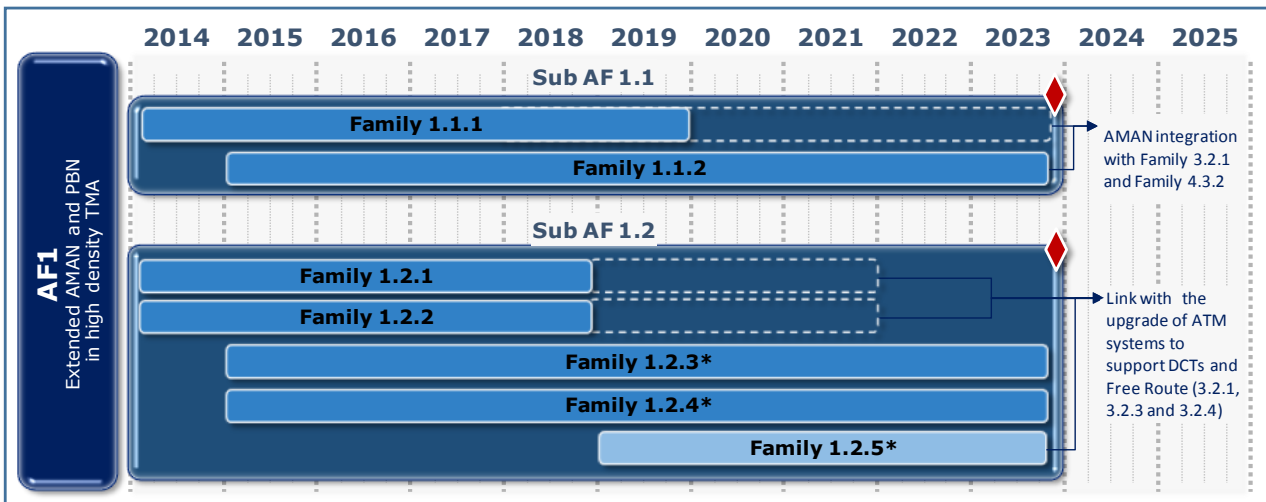 2014 2015 2016 2017 2018 2019 2020 2021 2022 2023 2024 2025
AF1
Extended AMAN and PBN
in high density TMA
Sub AF 1.1
Family 1.1.1
Family 1.1.2
AMAN integration
with Family 3.2.1
and Family 4.3.2
Sub AF 1.2
Family 1.2.1
Family 1.2.2
Family 1.2.3*
Family 1.2.4*
Family 1.2.5*
Link with the
upgrade of ATM
systems to
support DCTs and
Free Route (3.2.1,
3.2.3 and 3.2.4)